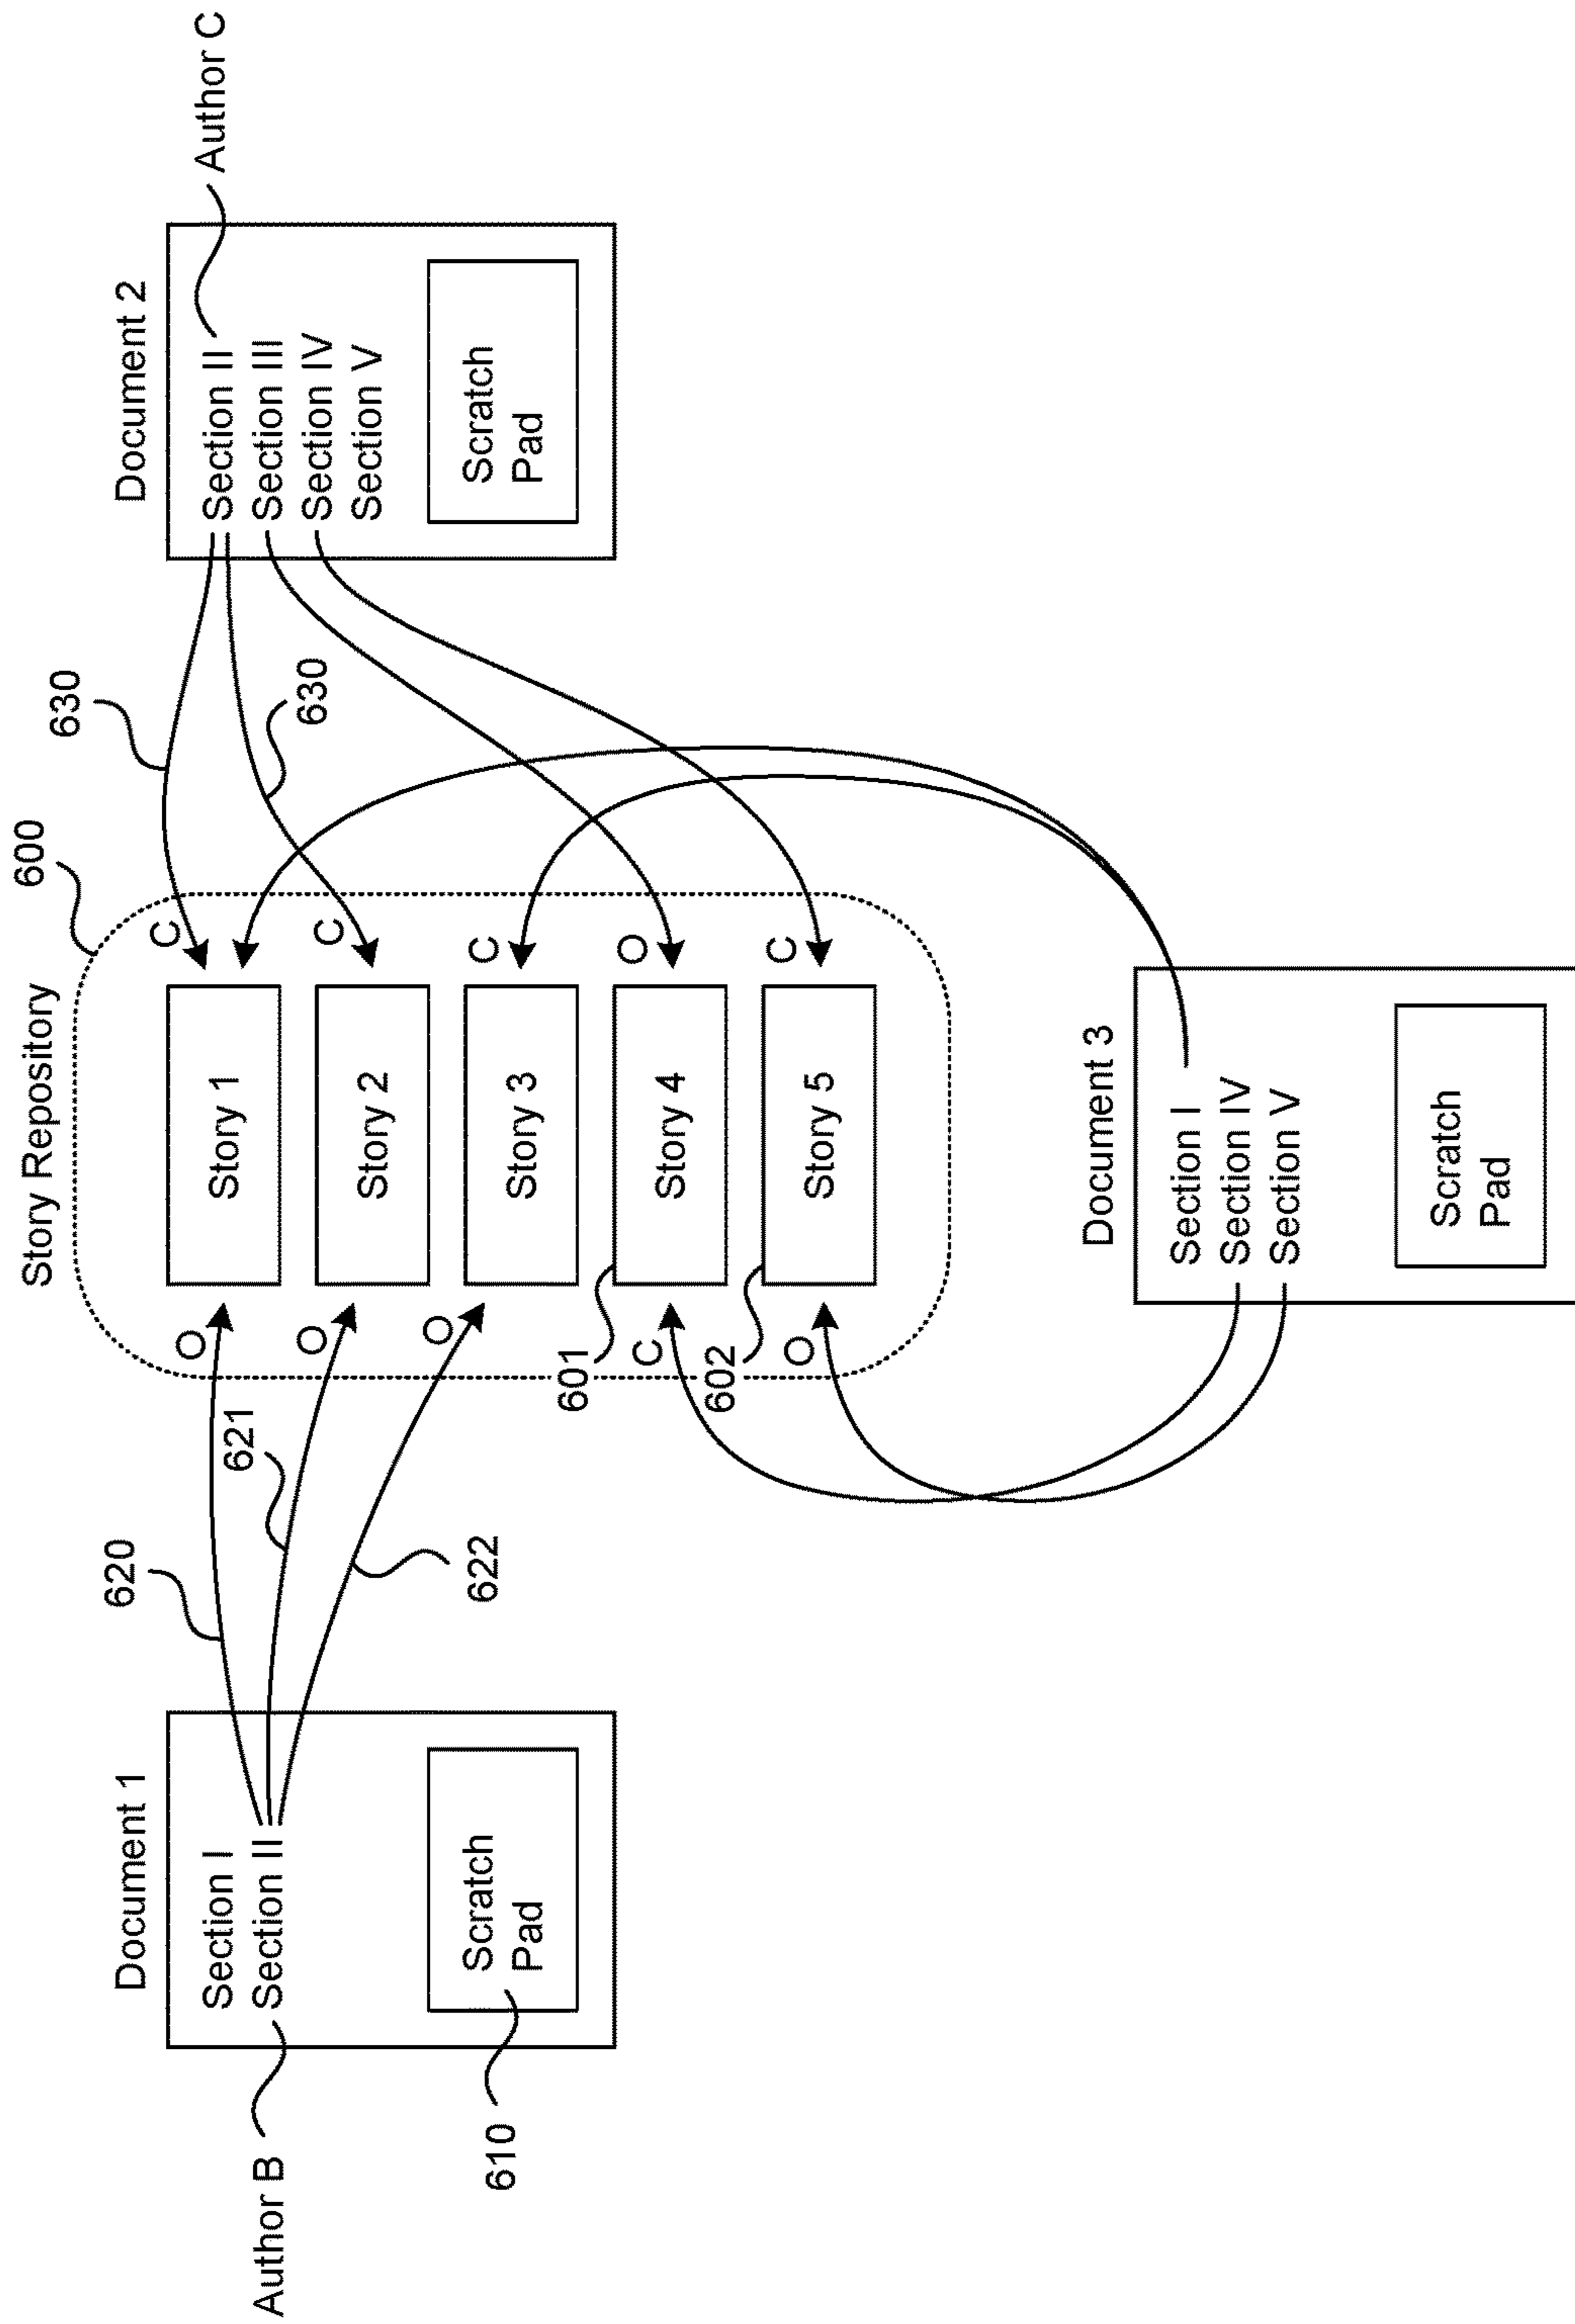 Story Repository
600
Document 1
Section I
Section II
Scratch
Pad
Author B
610
620
621
622
O
O
O
C
O
601
602
Story 1
Story 2
Story 3
Story 4
Story 5
C
C
C
O
C
630
630
Document 2
Section II
Section III
Section IV
Section V
Scratch
Pad
Author C
Document 3
Section I
Section IV
Section V
Scratch
Pad